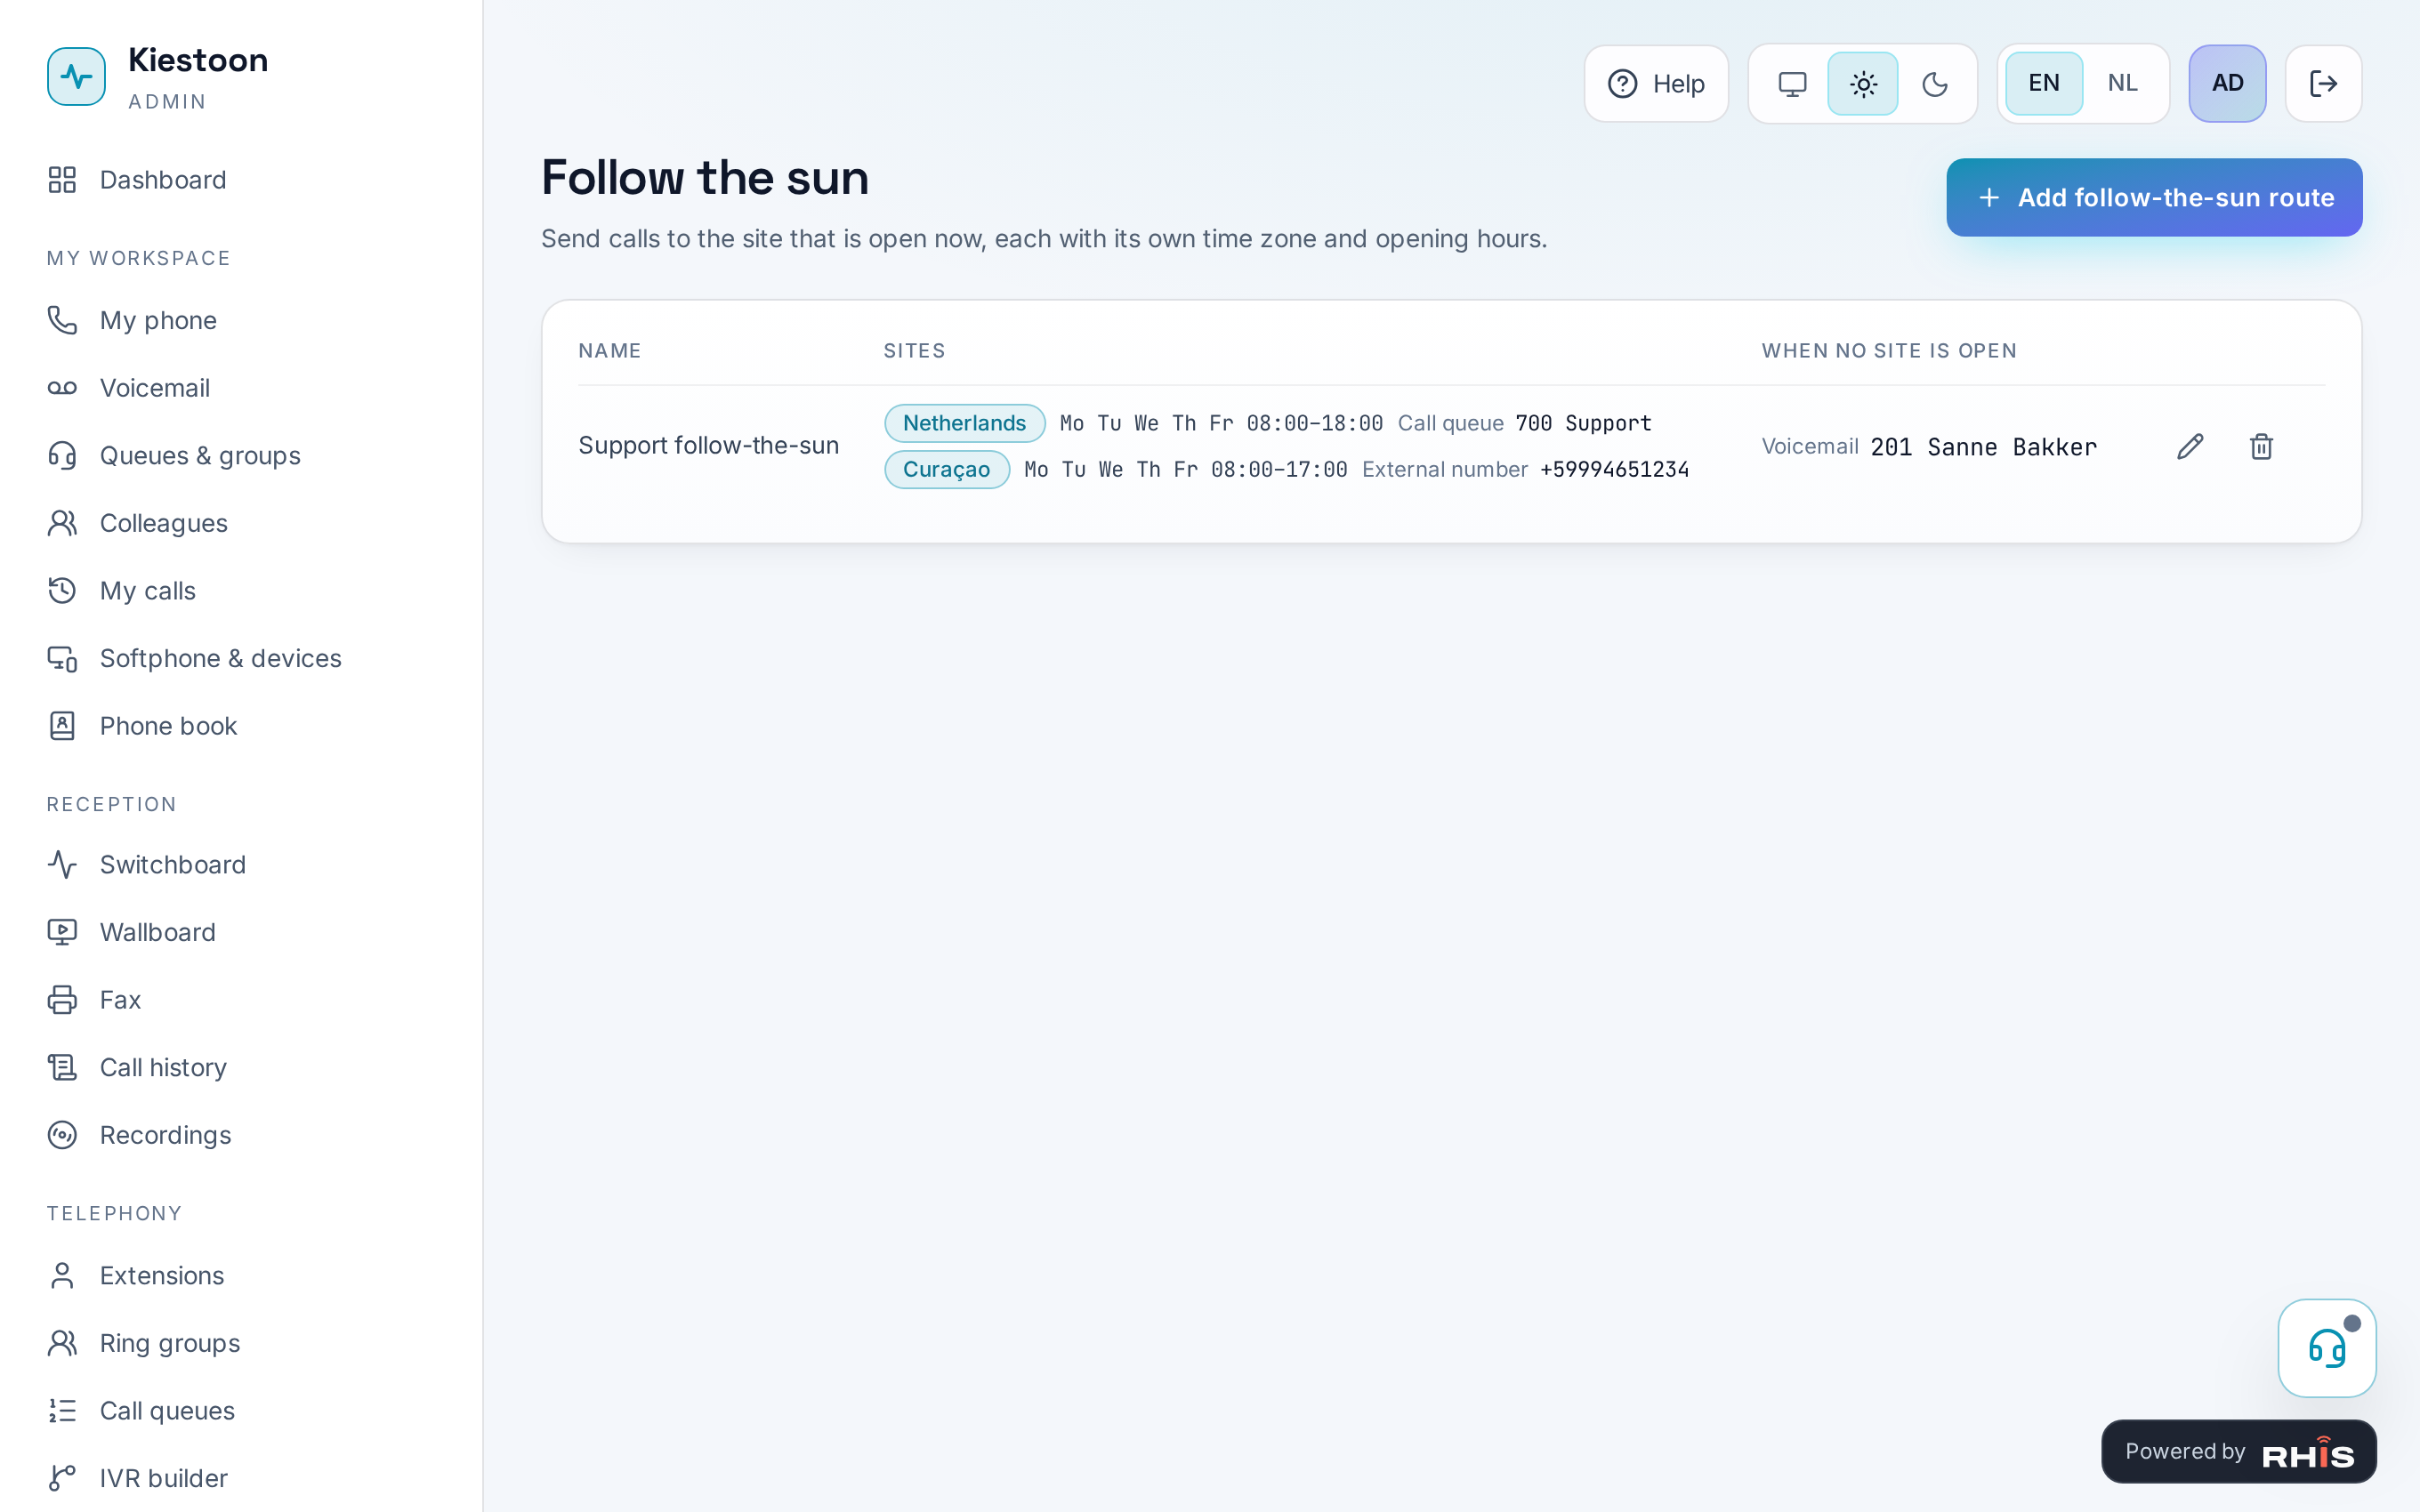 Kiestoon
ADMIN
Dashboard
MY WORKSPACE
My phone
Voicemail
Queues & groups
Colleagues
My calls
Softphone & devices
Phone book
RECEPTION
Switchboard
Wallboard
Fax
Call history
Recordings
TELEPHONY
Extensions
Ring groups
Call queues
IVR builder
Help
EN NL
AD
Follow the sun
Add follow-the-sun route
Send calls to the site that is open now, each with its own time zone and opening hours.
NAME SITES WHEN NO SITE IS OPEN
Support follow-the-sun
Netherlands Mo Tu We Th Fr 08:00–18:00 Call queue 700 Support
Curaçao Mo Tu We Th Fr 08:00–17:00 External number +59994651234
Voicemail 201 Sanne Bakker
Powered by RHiS